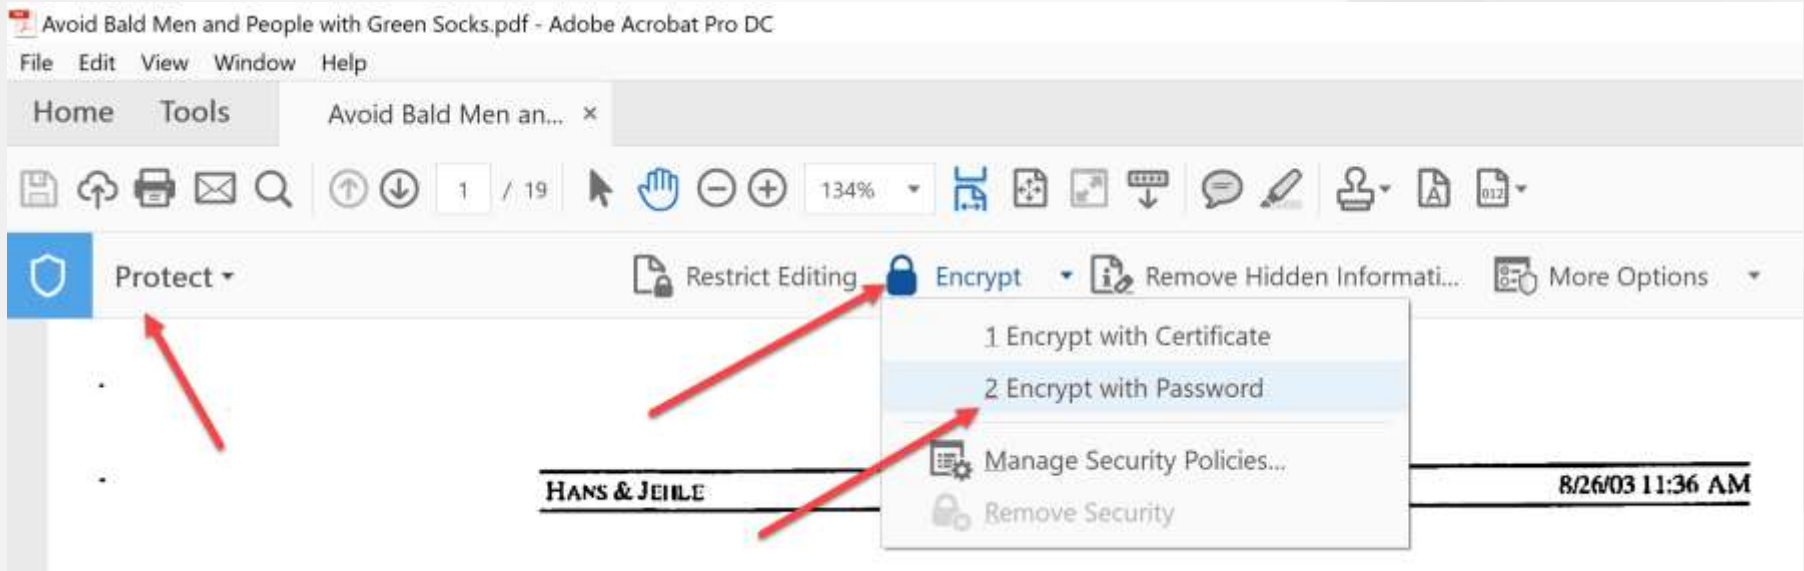 Avoid Bald Men and People with Green Socks.pdf - Adobe Acrobat Pro DC
File Edit View Window Help
Home Tools Avoid Bald Men an... ×
1 / 19 134% 012
Protect Restrict Editing Encrypt Remove Hidden Informati... More Options
1 Encrypt with Certificate
2 Encrypt with Password
Manage Security Policies...
HANS & JEHLE 8/26/03 11:36 AM
Remove Security